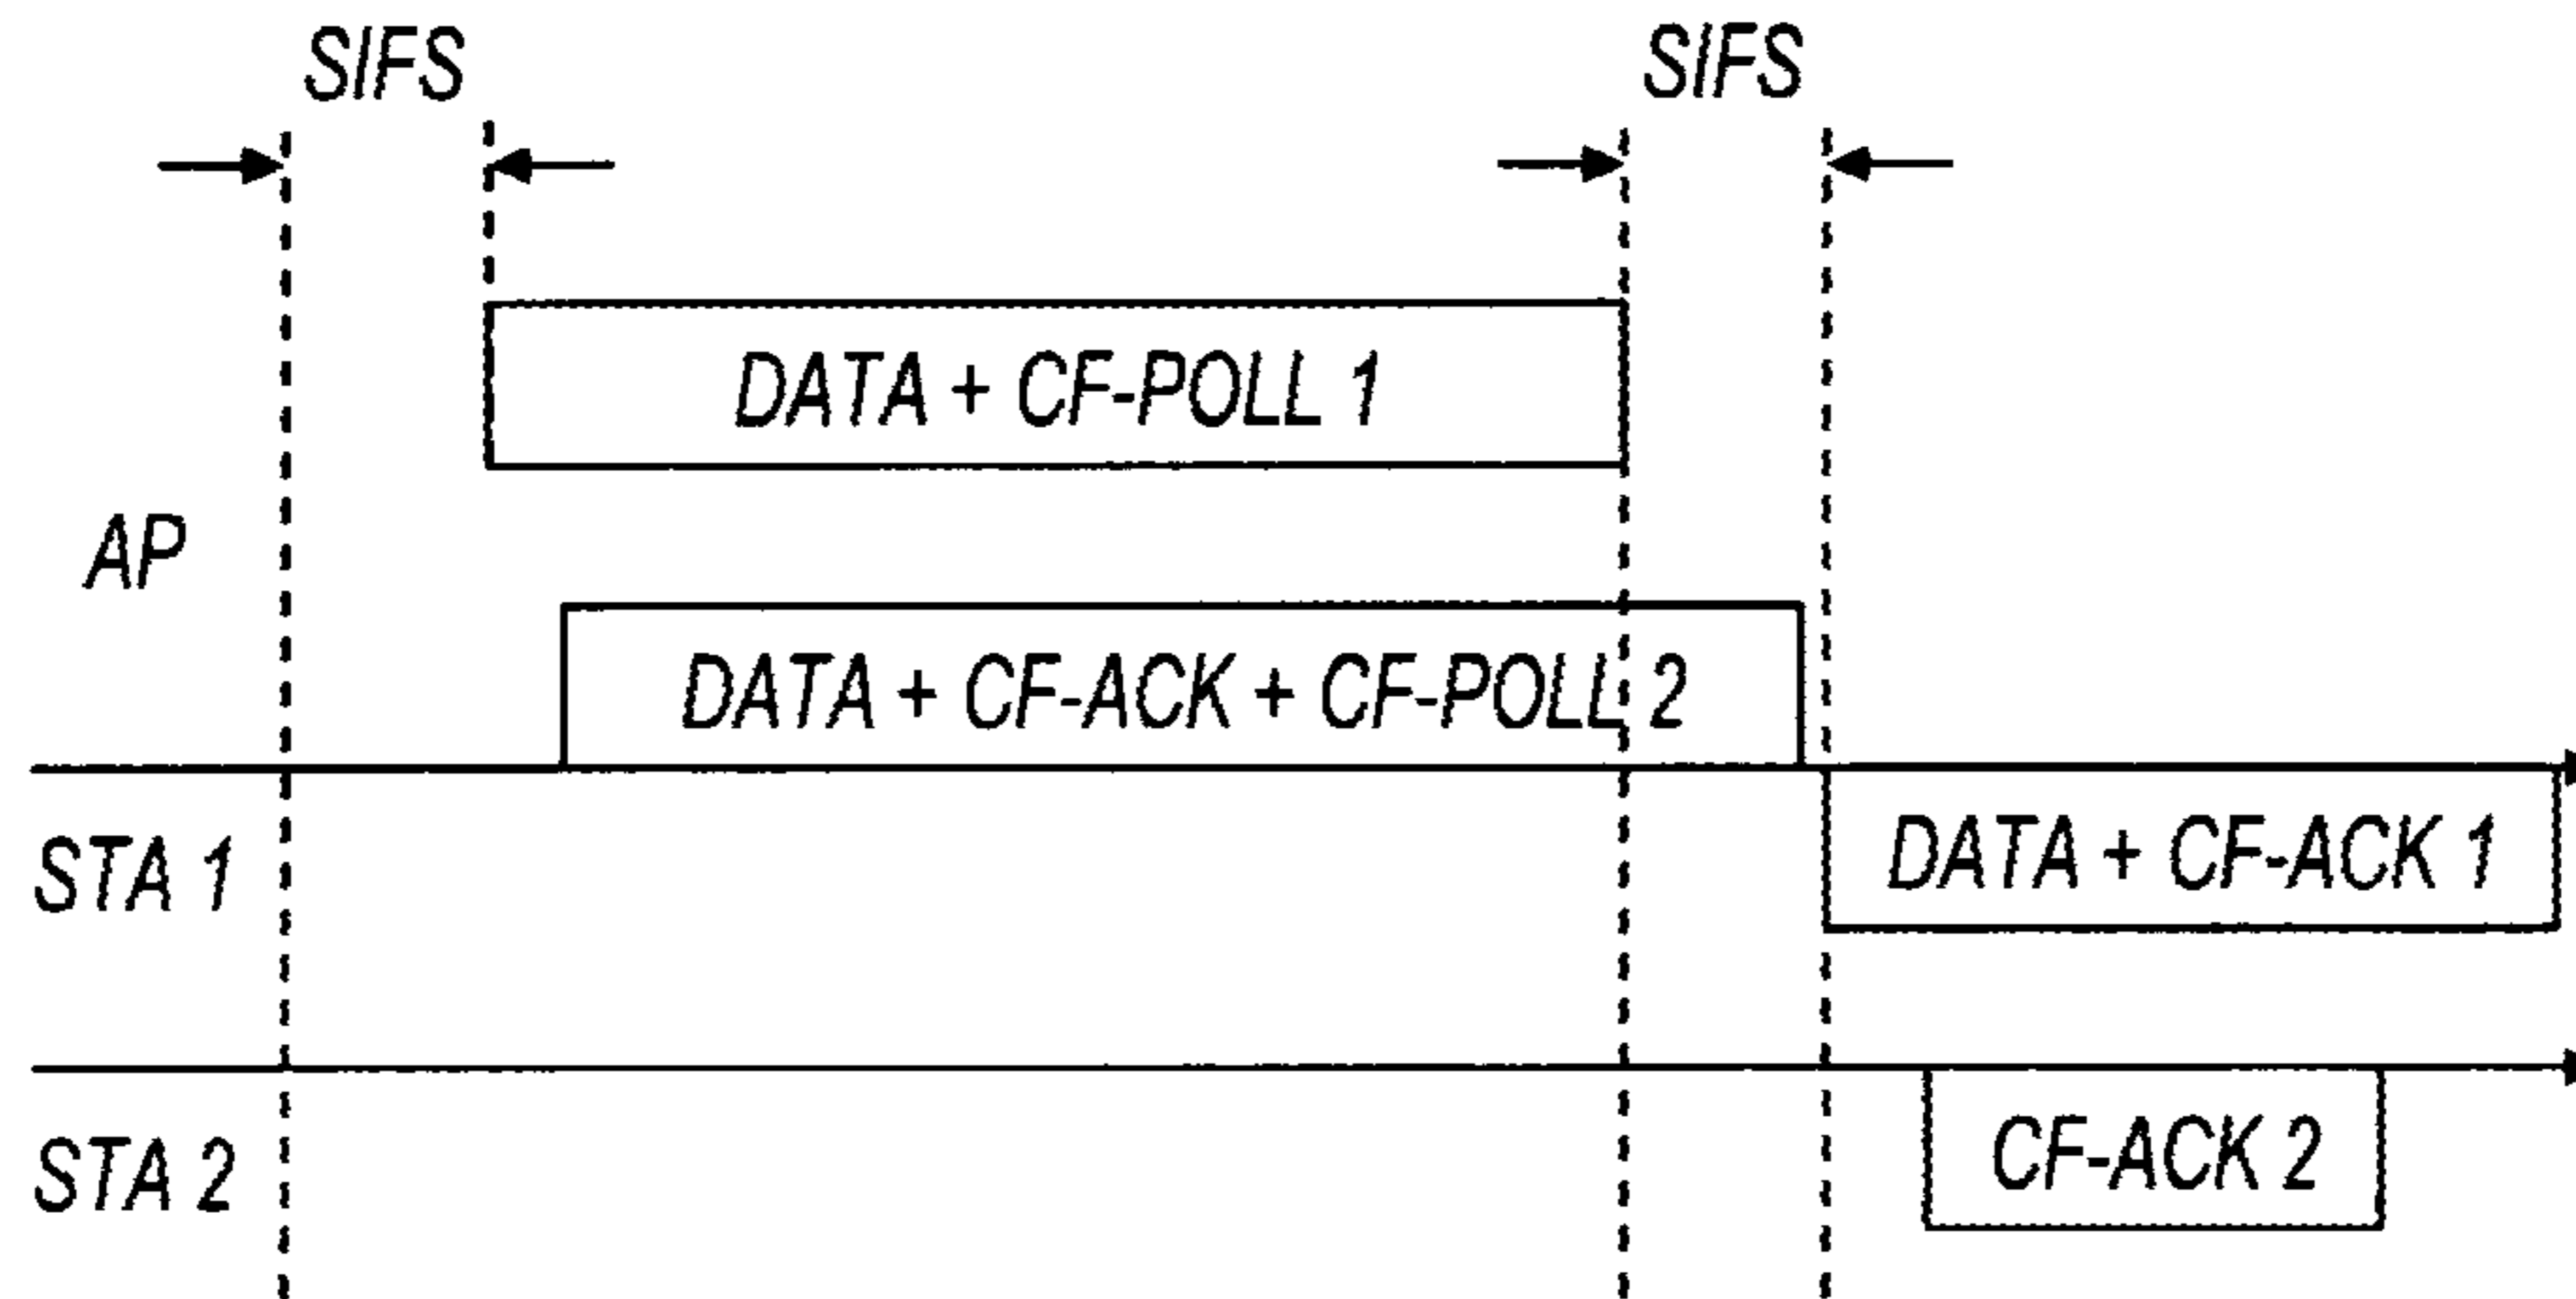 SIFS
SIFS
DATA + CF-POLL 1
AP
DATA + CF-ACK + CF-POLL 2
STA 1
DATA + CF-ACK 1
STA 2
CF-ACK 2